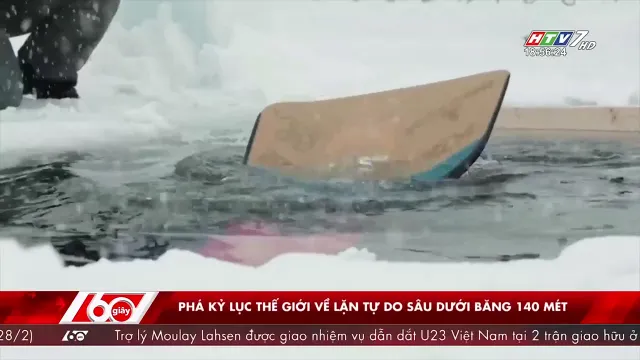 HTV7 HD
18:56:24
60 giây
PHÁ KỶ LỤC THẾ GIỚI VỀ LẶN TỰ DO SÂU DƯỚI BĂNG 140 MÉT
28/2) 60 Trợ lý Moulay Lahsen được giao nhiệm vụ dẫn dắt U23 Việt Nam tại 2 trận giao hữu ở